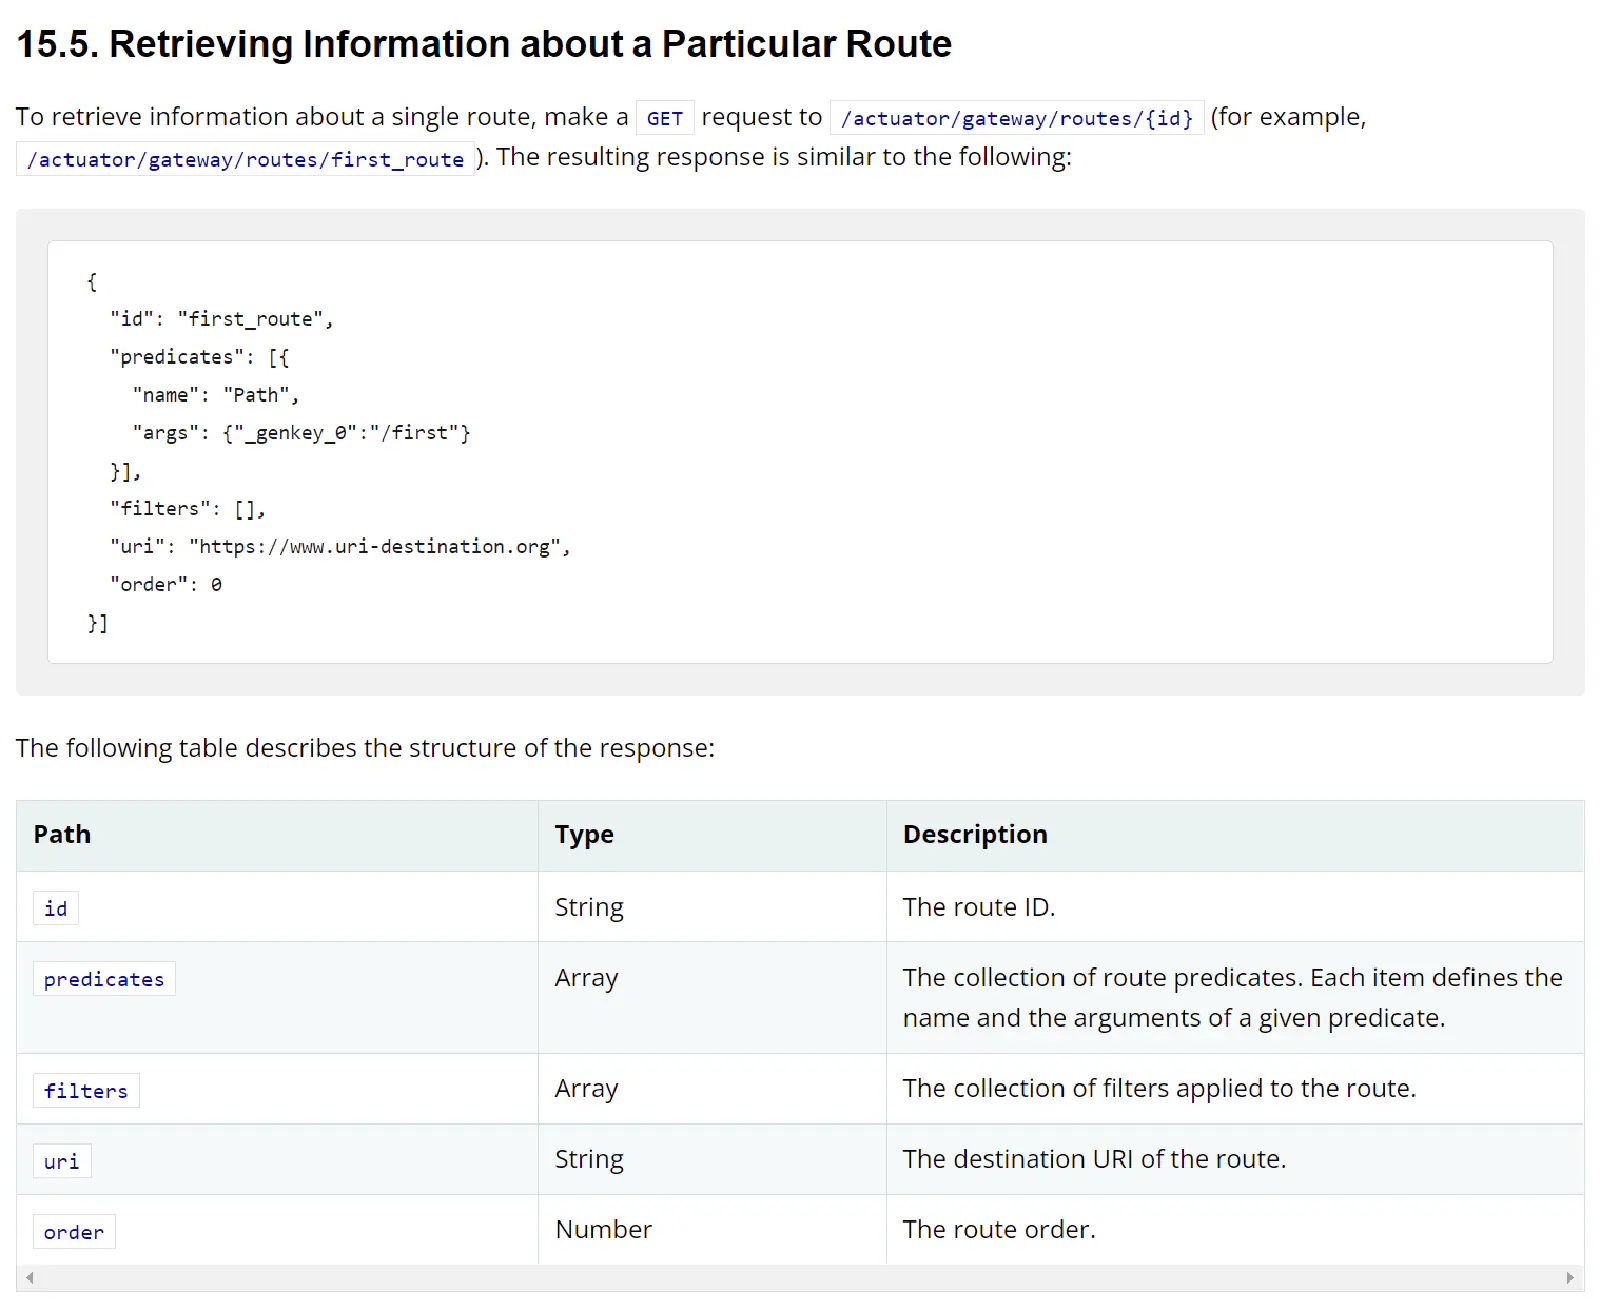 15.5. Retrieving Information about a Particular Route
To retrieve information about a single route, make a GET request to /actuator/gateway/routes/{id} (for example,
/actuator/gateway/routes/first_route ). The resulting response is similar to the following:
{
  "id": "first_route",
  "predicates": [{
    "name": "Path",
    "args": {"_genkey_0":"/first"}
  }],
  "filters": [],
  "uri": "https://www.uri-destination.org",
  "order": 0
}]
The following table describes the structure of the response:
Path Type Description
id String The route ID.
predicates Array The collection of route predicates. Each item defines the
name and the arguments of a given predicate.
filters Array The collection of filters applied to the route.
uri String The destination URI of the route.
order Number The route order.